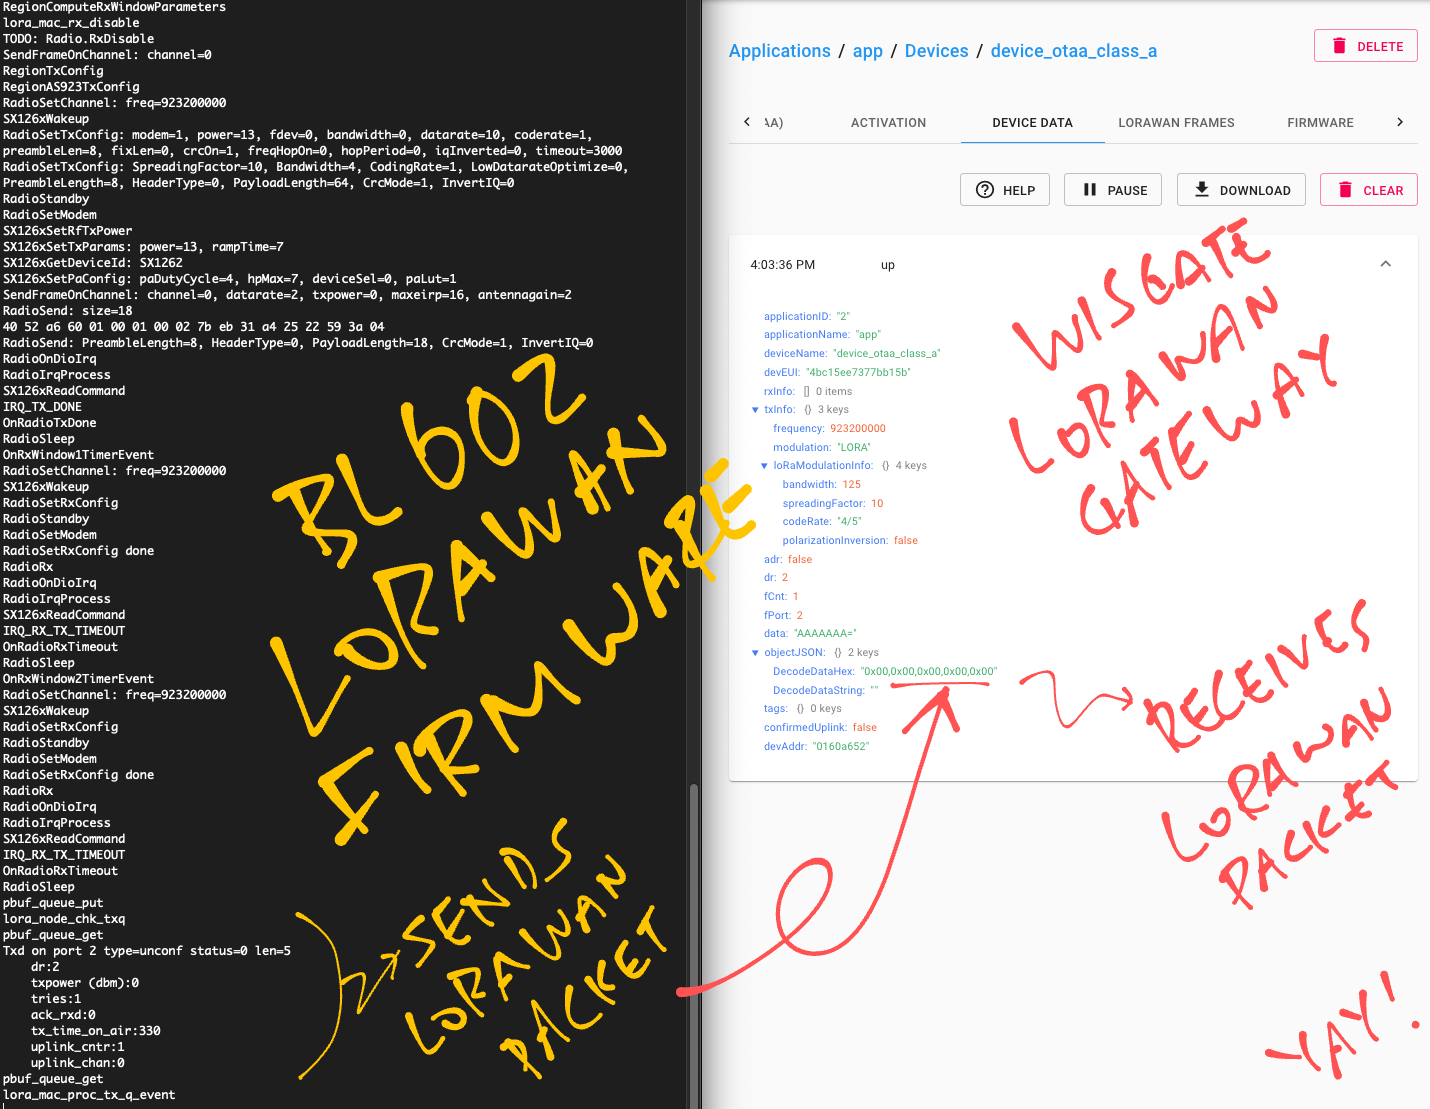 RegionComputeRxWindowParameters
lora_mac_rx_disable
TODO: Radio.RxDisable
SendFrameOnChannel: channel=0
RegionTxConfig
RegionAS923TxConfig
RadioSetChannel: freq=923200000
SX126xWakeup
RadioSetTxConfig: modem=1, power=13, fdev=0, bandwidth=0, datarate=10, coderate=1,
preambleLen=8, fixLen=0, crcOn=1, freqHopOn=0, hopPeriod=0, iqInverted=0, timeout=3000
RadioSetTxConfig: SpreadingFactor=10, Bandwidth=4, CodingRate=1, LowDatarateOptimize=0,
PreambleLength=8, HeaderType=0, PayloadLength=64, CrcMode=1, InvertIQ=0
RadioStandby
RadioSetModem
SX126xSetRfTxPower
SX126xSetTxParams: power=13, rampTime=7
SX126xGetDeviceId: SX1262
SX126xSetPaConfig: paDutyCycle=4, hpMax=7, deviceSel=0, paLut=1
SendFrameOnChannel: channel=0, datarate=2, txpower=0, maxeirp=16, antennagain=2
RadioSend: size=18
40 52 a6 60 01 00 01 00 02 7b eb 31 a4 25 22 59 3a 04
RadioSend: PreambleLength=8, HeaderType=0, PayloadLength=18, CrcMode=1, InvertIQ=0
RadioOnDioIrq
RadioIrqProcess
SX126xReadCommand
IRQ_TX_DONE
OnRadioTxDone
RadioSleep
OnRxWindow1TimerEvent
RadioSetChannel: freq=923200000
SX126xWakeup
RadioSetRxConfig
RadioStandby
RadioSetModem
RadioSetRxConfig done
RadioRx
RadioOnDioIrq
RadioIrqProcess
SX126xReadCommand
IRQ_RX_TX_TIMEOUT
OnRadioRxTimeout
RadioSleep
OnRxWindow2TimerEvent
RadioSetChannel: freq=923200000
SX126xWakeup
RadioSetRxConfig
RadioStandby
RadioSetModem
RadioSetRxConfig done
RadioRx
RadioOnDioIrq
RadioIrqProcess
SX126xReadCommand
IRQ_RX_TX_TIMEOUT
OnRadioRxTimeout
RadioSleep
pbuf_queue_put
lora_node_chk_txq
pbuf_queue_get
Txd on port 2 type=unconf status=0 len=5
dr:2
txpower (dbm):0
tries:1
ack_rxd:0
tx_time_on_air:330
uplink_cntr:1
uplink_chan:0
pbuf_queue_get
lora_mac_proc_tx_q_event
BL602
LORAWAN
FIRMWARE
SENDS
LORAWAN
PACKET
Applications / app / Devices / device_otaa_class_a
DELETE
AA) ACTIVATION DEVICE DATA LORAWAN FRAMES FIRMWARE
HELP PAUSE DOWNLOAD CLEAR
4:03:36 PM up
applicationID: "2"
applicationName: "app"
deviceName: "device_otaa_class_a"
devEUI: "4bc15ee7377bb15b"
rxInfo: [] 0 items
txInfo: {} 3 keys
frequency: 923200000
modulation: "LORA"
loRaModulationInfo: {} 4 keys
bandwidth: 125
spreadingFactor: 10
codeRate: "4/5"
polarizationInversion: false
adr: false
dr: 2
fCnt: 1
fPort: 2
data: "AAAAAAA="
objectJSON: {} 2 keys
DecodeDataHex: "0x00,0x00,0x00,0x00,0x00"
DecodeDataString: ""
tags: {} 0 keys
confirmedUplink: false
devAddr: "0160a652"
WISGATE
LORAWAN
GATEWAY
RECEIVES
LORAWAN
PACKET
YAY!